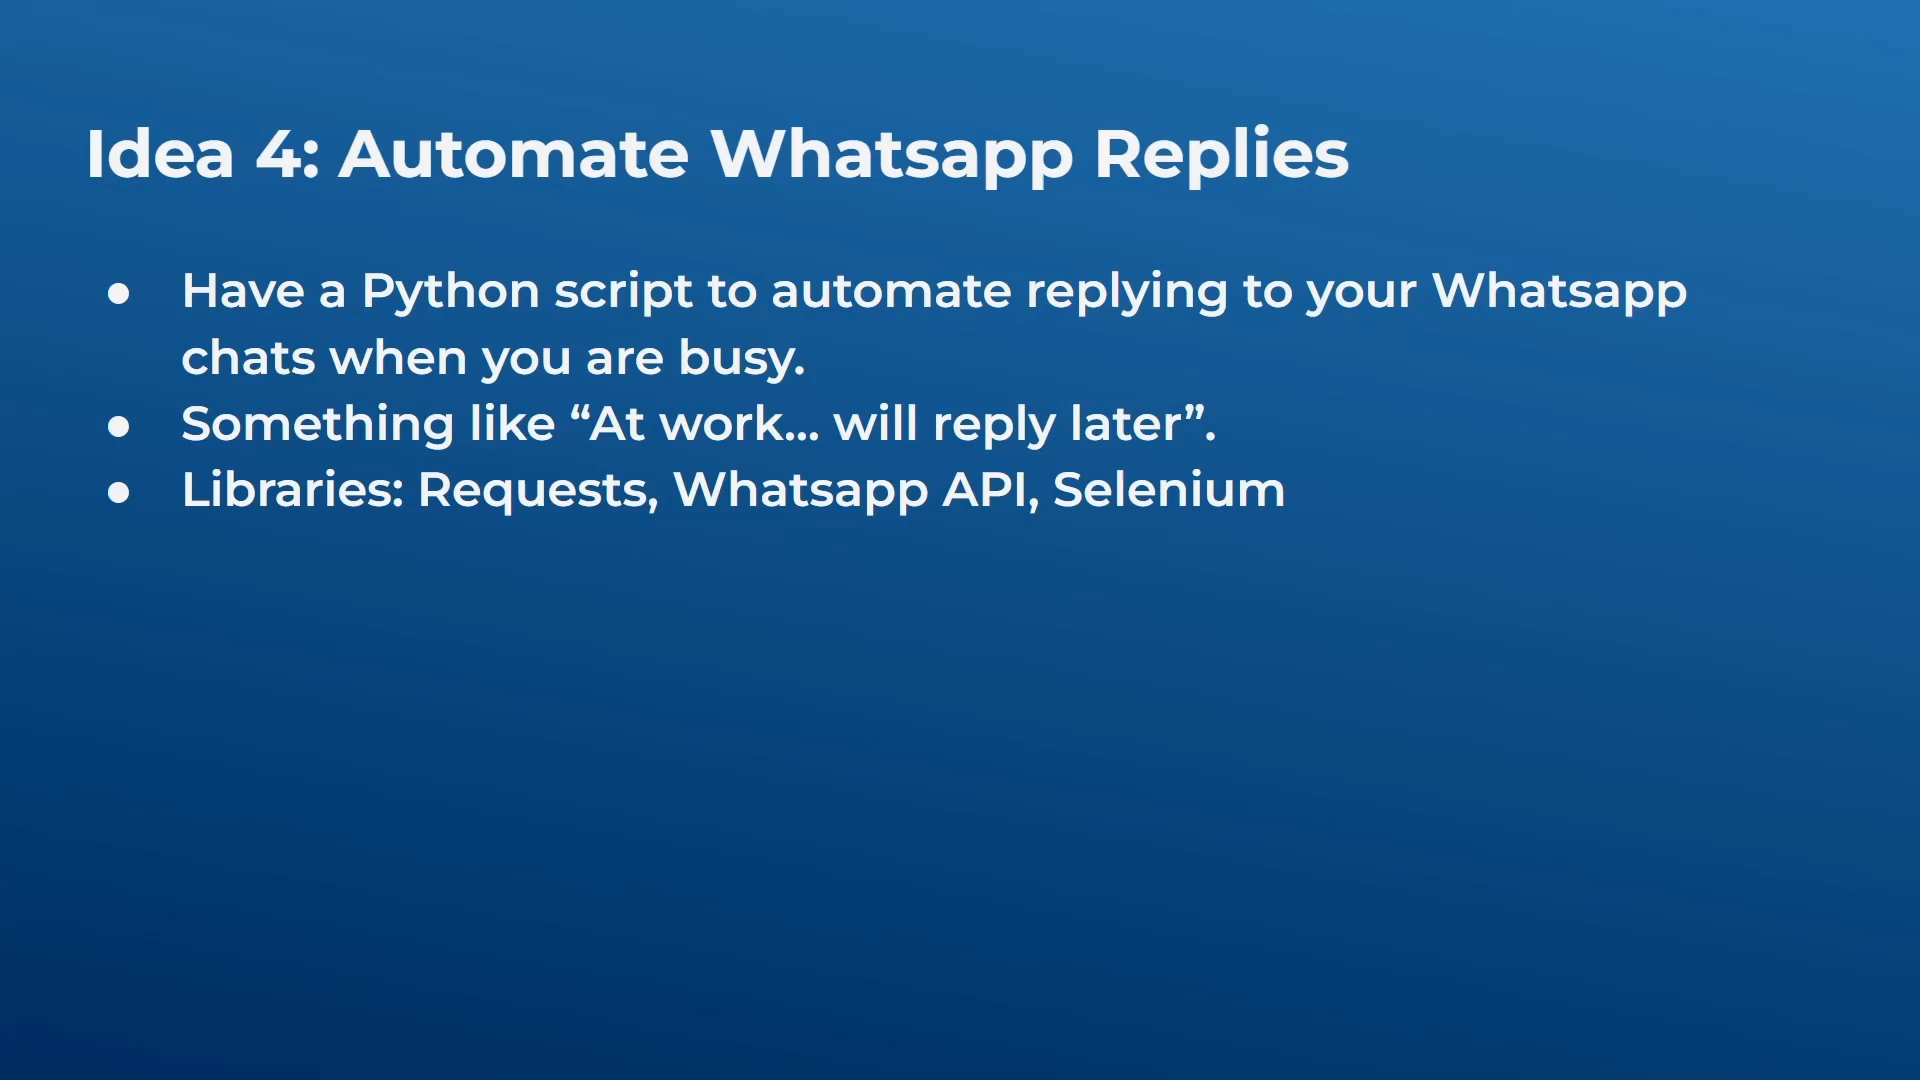 Idea 4: Automate Whatsapp Replies
● Have a Python script to automate replying to your Whatsapp
chats when you are busy.
● Something like “At work... will reply later”.
● Libraries: Requests, Whatsapp API, Selenium